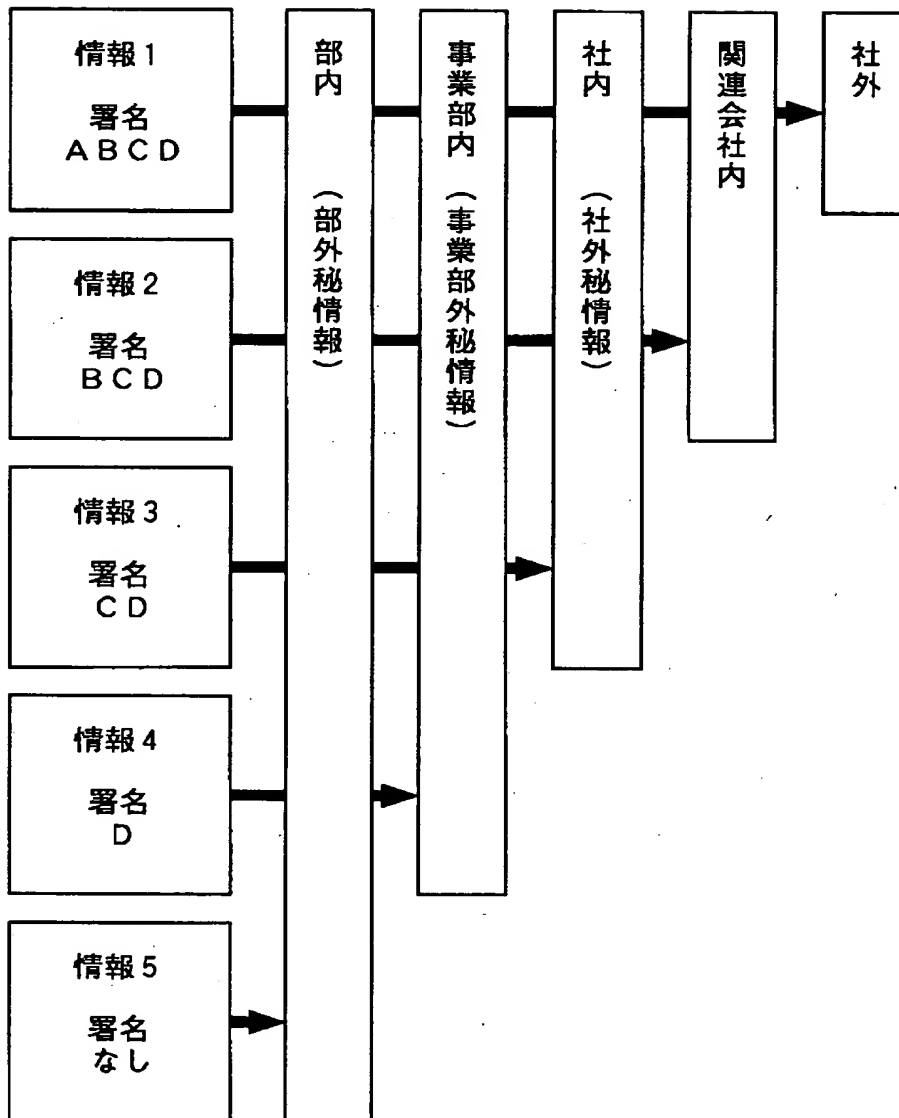 情報1
署名
ABCD
情報2
署名
BCD
情報3
署名
CD
情報4
署名
D
情報5
署名
なし
部内（部外秘情報）
事業部内（事業部外秘情報）
社内（社外秘情報）
関連会社内
社外